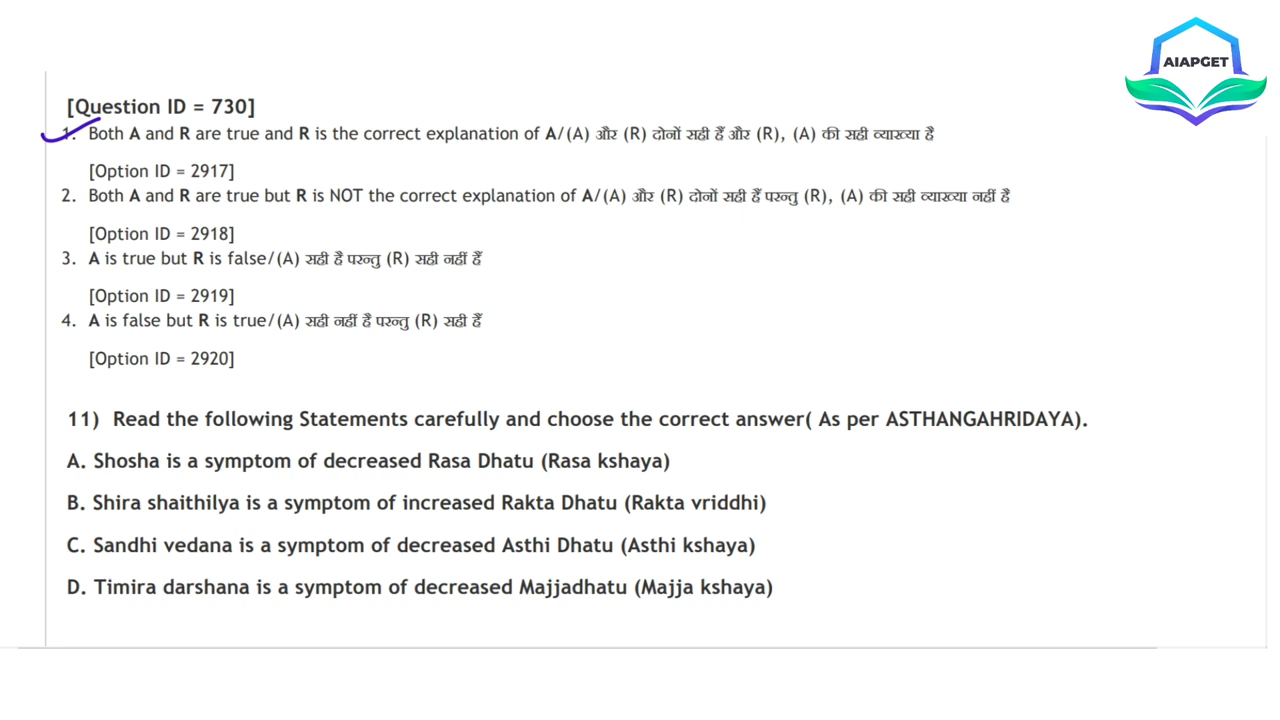 AIAPGET
[Question ID = 730]
1. Both A and R are true and R is the correct explanation of A/(A) और (R) दोनों सही हैं और (R), (A) की सही व्याख्या है
[Option ID = 2917]
2. Both A and R are true but R is NOT the correct explanation of A/(A) और (R) दोनों सही हैं परन्तु (R), (A) की सही व्याख्या नहीं है
[Option ID = 2918]
3. A is true but R is false/(A) सही है परन्तु (R) सही नहीं हैं
[Option ID = 2919]
4. A is false but R is true/(A) सही नहीं है परन्तु (R) सही हैं
[Option ID = 2920]
11) Read the following Statements carefully and choose the correct answer( As per ASTHANGAHRIDAYA).
A. Shosha is a symptom of decreased Rasa Dhatu (Rasa kshaya)
B. Shira shaithilya is a symptom of increased Rakta Dhatu (Rakta vriddhi)
C. Sandhi vedana is a symptom of decreased Asthi Dhatu (Asthi kshaya)
D. Timira darshana is a symptom of decreased Majjadhatu (Majja kshaya)